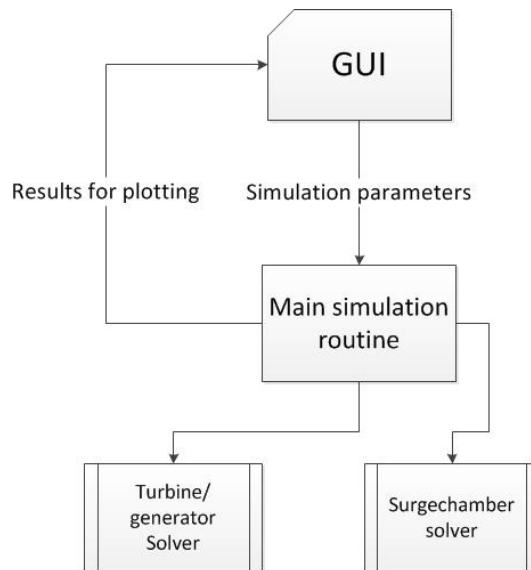 GUI
Results for plotting
Simulation parameters
Main simulation
routine
Turbine/
generator
Solver
Surgechamber
solver